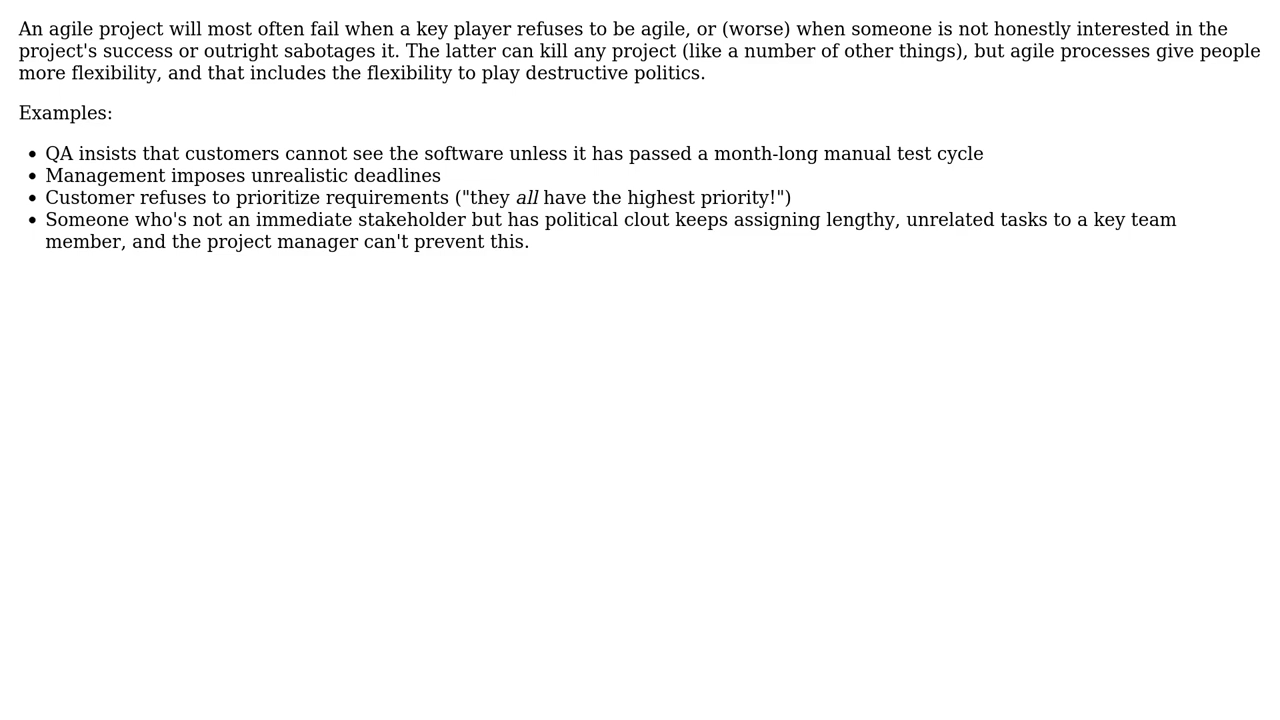 An agile project will most often fail when a key player refuses to be agile, or (worse) when someone is not honestly interested in the
project's success or outright sabotages it. The latter can kill any project (like a number of other things), but agile processes give people
more flexibility, and that includes the flexibility to play destructive politics.
Examples:
• QA insists that customers cannot see the software unless it has passed a month-long manual test cycle
• Management imposes unrealistic deadlines
• Customer refuses to prioritize requirements ("they all have the highest priority!")
• Someone who's not an immediate stakeholder but has political clout keeps assigning lengthy, unrelated tasks to a key team
member, and the project manager can't prevent this.